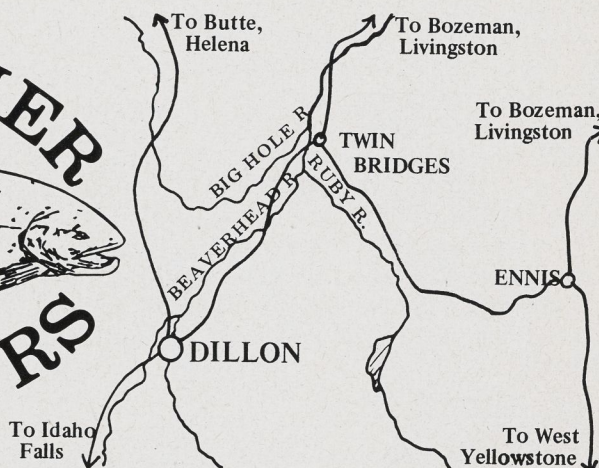 To Butte,
Helena
To Bozeman,
Livingston
To Bozeman,
Livingston
BIG HOLE R
TWIN
BRIDGES
RUBY R.
BEAVERHEAD R
ENNIS
RS
DILLON
To Idaho
Falls
To West
Yellowstone